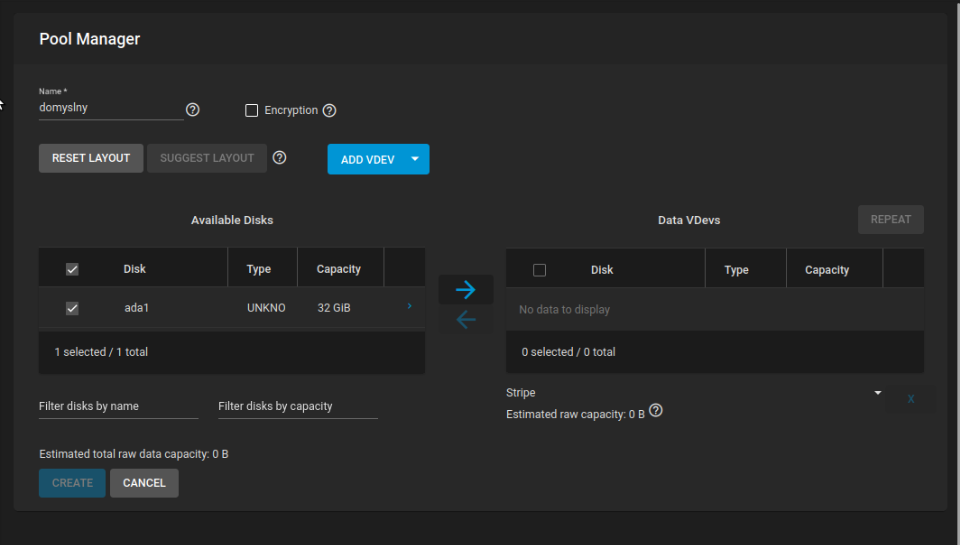 Pool Manager
Name *
domyslny
Encryption
RESET LAYOUT SUGGEST LAYOUT ADD VDEV
Available Disks
Disk Type Capacity
ada1 UNKNO 32 GiB
1 selected / 1 total
Filter disks by name Filter disks by capacity
Data VDevs REPEAT
Disk Type Capacity
No data to display
0 selected / 0 total
Stripe X
Estimated raw capacity: 0 B
Estimated total raw data capacity: 0 B
CREATE CANCEL